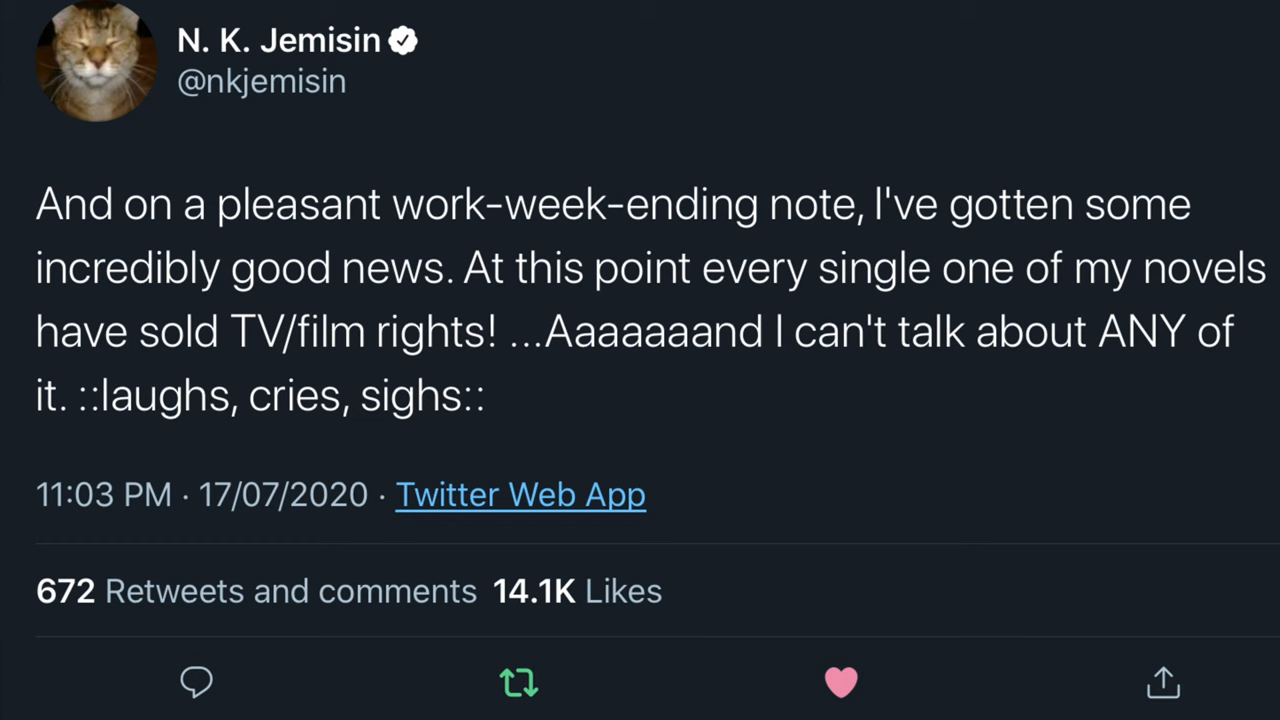 N. K. Jemisin
@nkjemisin
And on a pleasant work-week-ending note, I've gotten some
incredibly good news. At this point every single one of my novels
have sold TV/film rights! ...Aaaaaaand I can't talk about ANY of
it. ::laughs, cries, sighs::
11:03 PM · 17/07/2020 · Twitter Web App
672 Retweets and comments 14.1K Likes